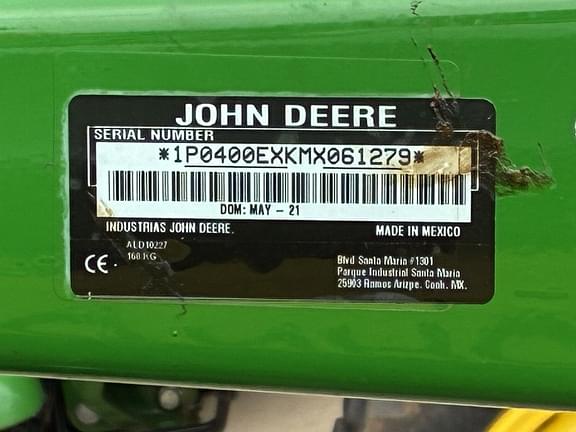 JOHN DEERE
SERIAL NUMBER
*1P0400EXKMX061279*
DOM: MAY - 21
INDUSTRIAS JOHN DEERE. MADE IN MEXICO
AUD10227
160 KG
CE
Blvd Santa Maria #1301
Parque Industrial Santa Maria
25903 Ramos Arizpe. Coah. MX.